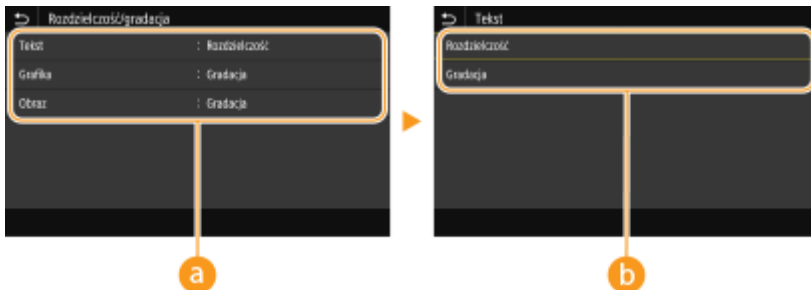 Rozdzielczość/gradacja
Tekst : Rozdzielczość
Grafika : Gradacja
Obraz : Gradacja
a
Tekst
Rozdzielczość
Gradacja
b